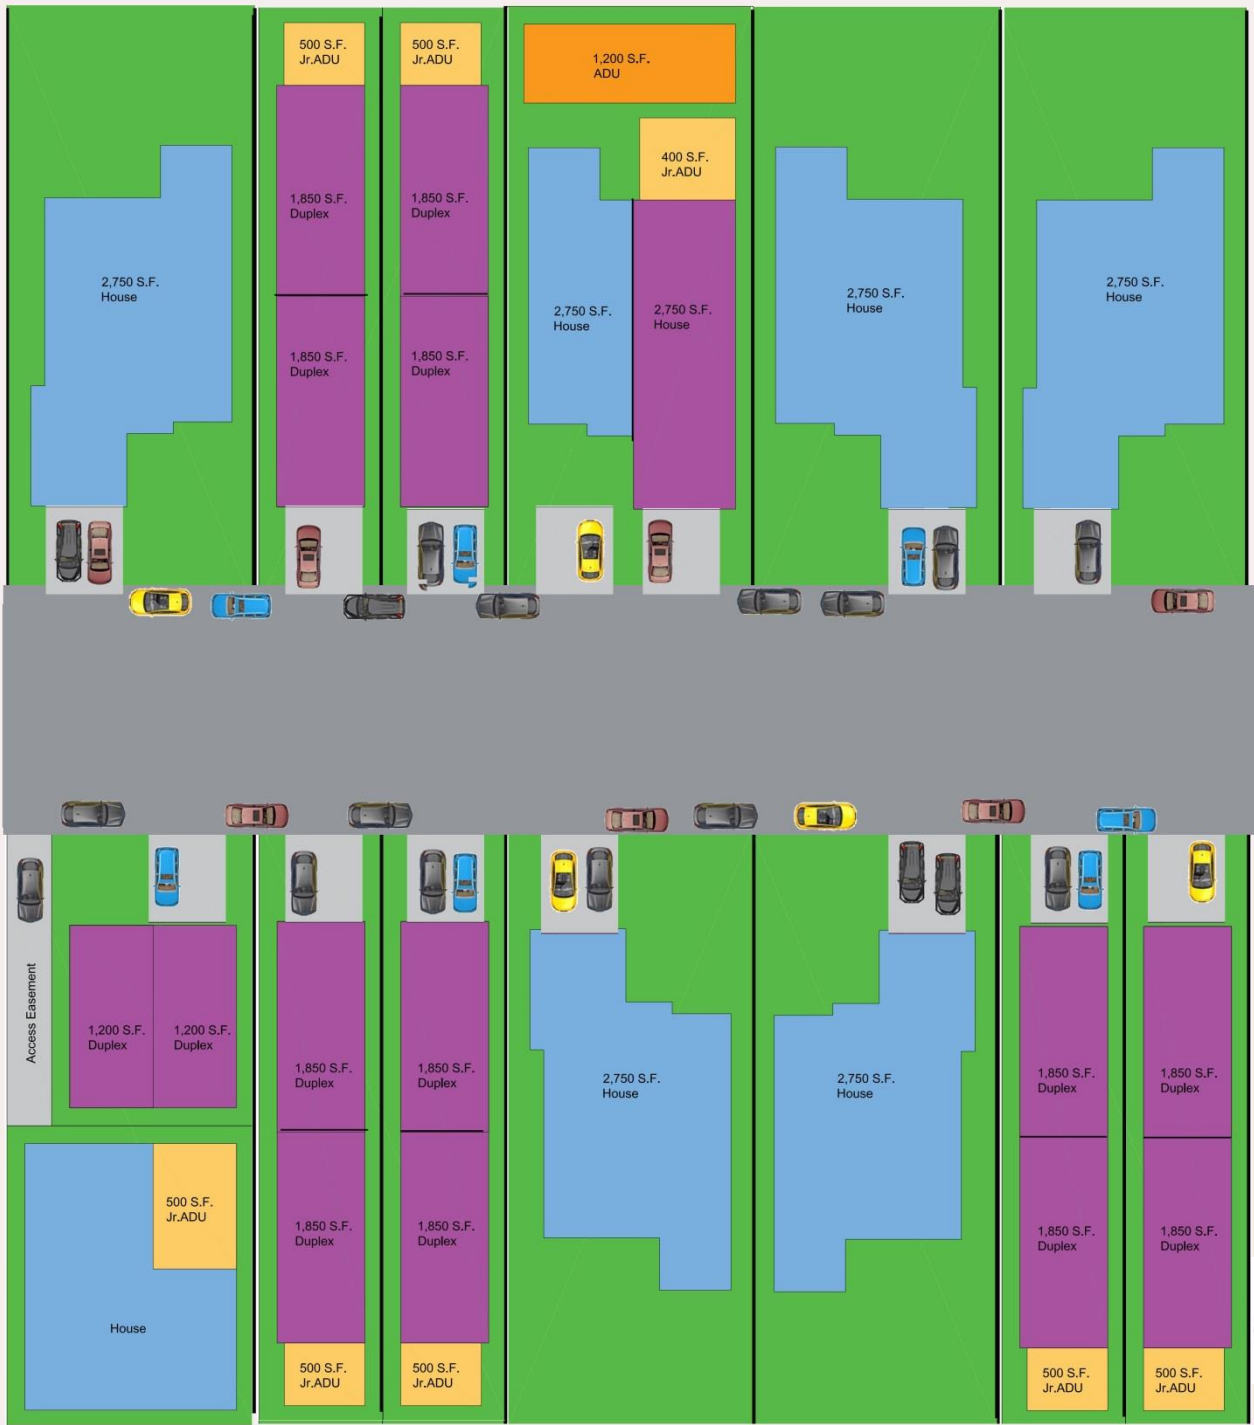 500 S.F.
Jr.ADU
500 S.F.
Jr.ADU
1,200 S.F.
ADU
400 S.F.
Jr.ADU
1,850 S.F.
Duplex
1,850 S.F.
Duplex
2,750 S.F.
House
2,750 S.F.
House
2,750 S.F.
House
2,750 S.F.
House
2,750 S.F.
House
1,850 S.F.
Duplex
1,850 S.F.
Duplex
Access Easement
1,200 S.F.
Duplex
1,200 S.F.
Duplex
1,850 S.F.
Duplex
1,850 S.F.
Duplex
2,750 S.F.
House
2,750 S.F.
House
1,850 S.F.
Duplex
1,850 S.F.
Duplex
500 S.F.
Jr.ADU
1,850 S.F.
Duplex
1,850 S.F.
Duplex
1,850 S.F.
Duplex
1,850 S.F.
Duplex
House
500 S.F.
Jr.ADU
500 S.F.
Jr.ADU
500 S.F.
Jr.ADU
500 S.F.
Jr.ADU